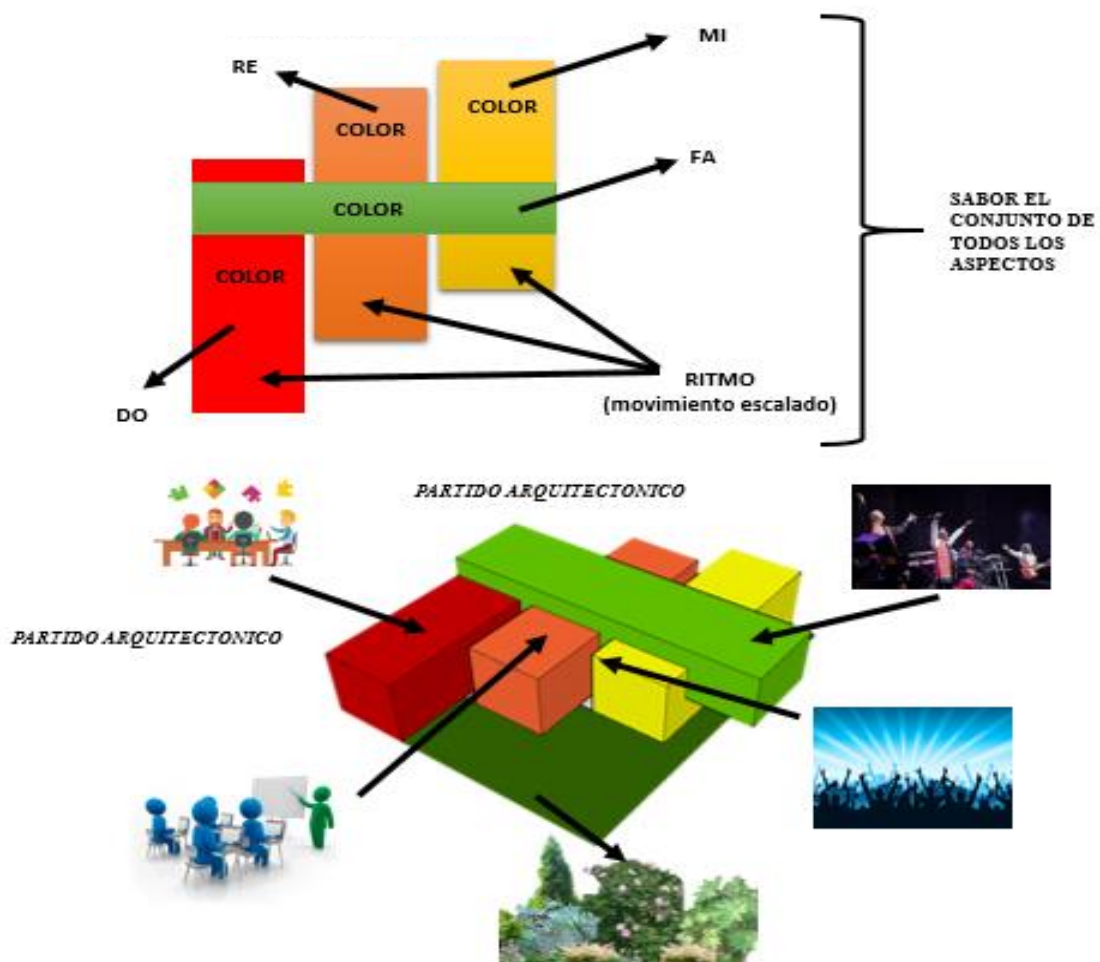 MI
RE
COLOR
COLOR
FA
COLOR
SABOR EL
CONJUNTO DE
TODOS LOS
ASPECTOS
COLOR
RITMO
(movimiento escalado)
DO
PARTIDO ARQUITECTONICO
PARTIDO ARQUITECTONICO